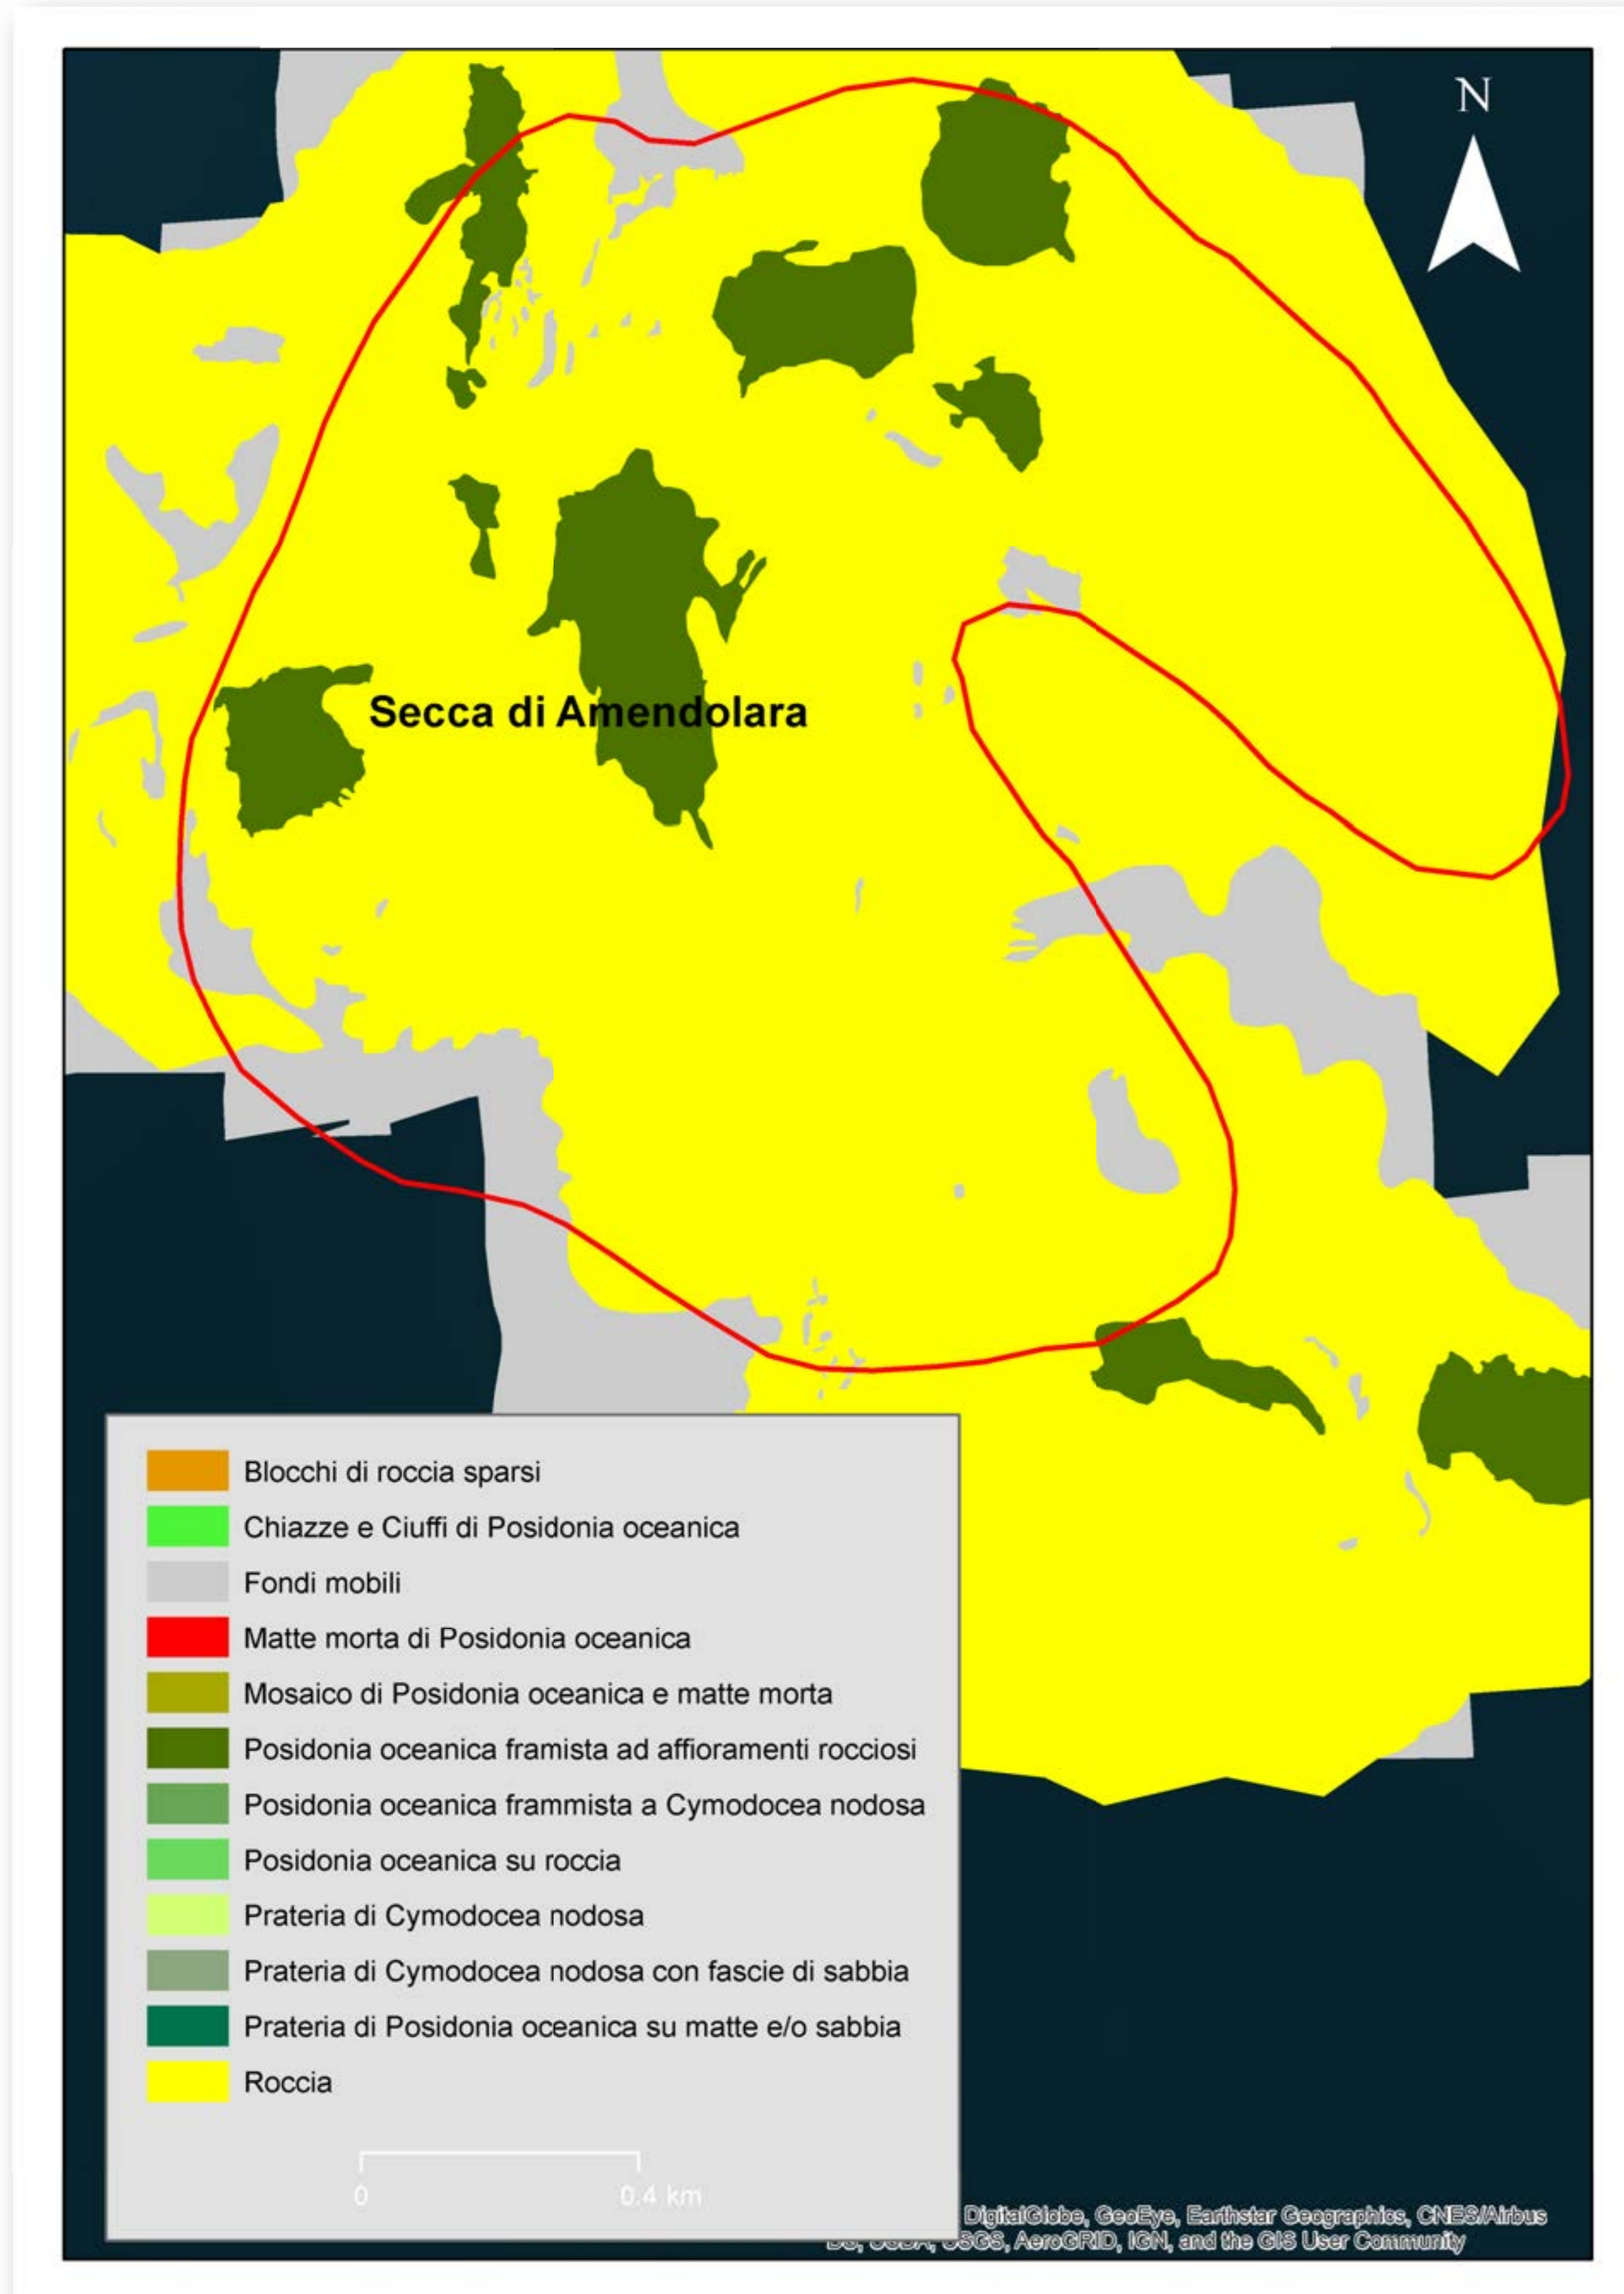 N
Secca di Amendolara
Blocchi di roccia sparsi
Chiazze e Ciuffi di Posidonia oceanica
Fondi mobili
Matte morta di Posidonia oceanica
Mosaico di Posidonia oceanica e matte morta
Posidonia oceanica framista ad affioramenti rocciosi
Posidonia oceanica frammista a Cymodocea nodosa
Posidonia oceanica su roccia
Prateria di Cymodocea nodosa
Prateria di Cymodocea nodosa con fascie di sabbia
Prateria di Posidonia oceanica su matte e/o sabbia
Roccia
0 0.4 km
DigitalGlobe, GeoEye, Earthstar Geographics, CNES/Airbus
AeroGRID, IGN, and the GIS User Community